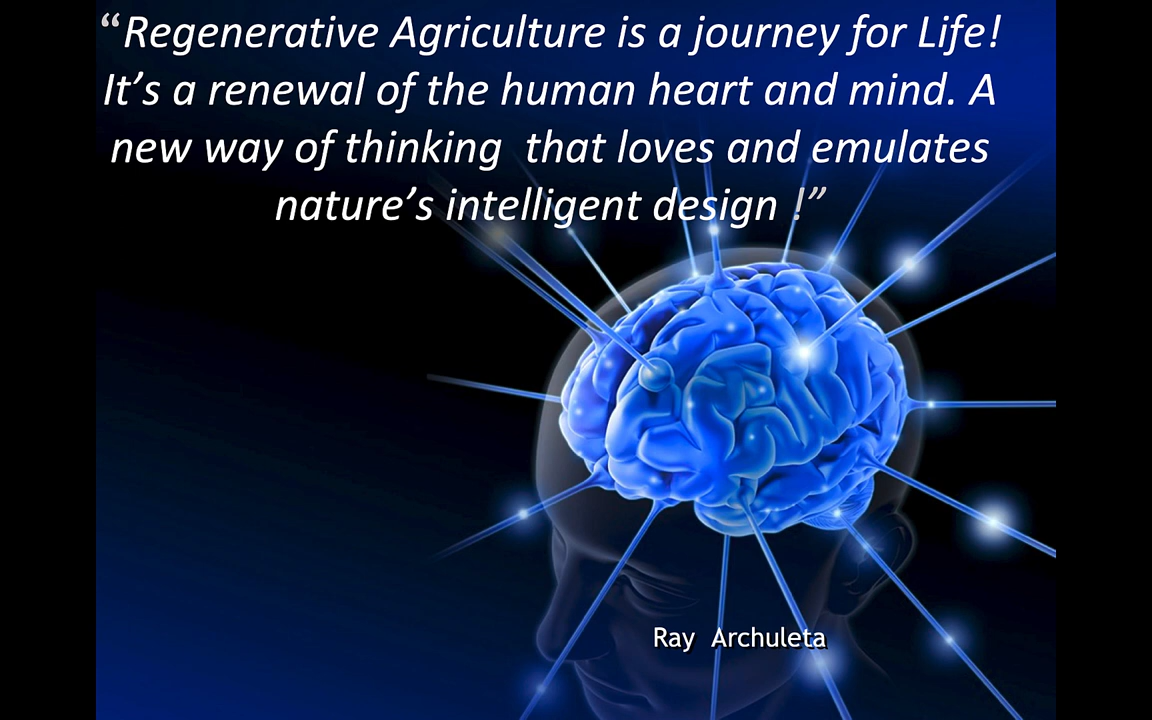 “Regenerative Agriculture is a journey for Life!
It’s a renewal of the human heart and mind. A
new way of thinking  that loves and emulates
nature’s intelligent design !”
Ray  Archuleta